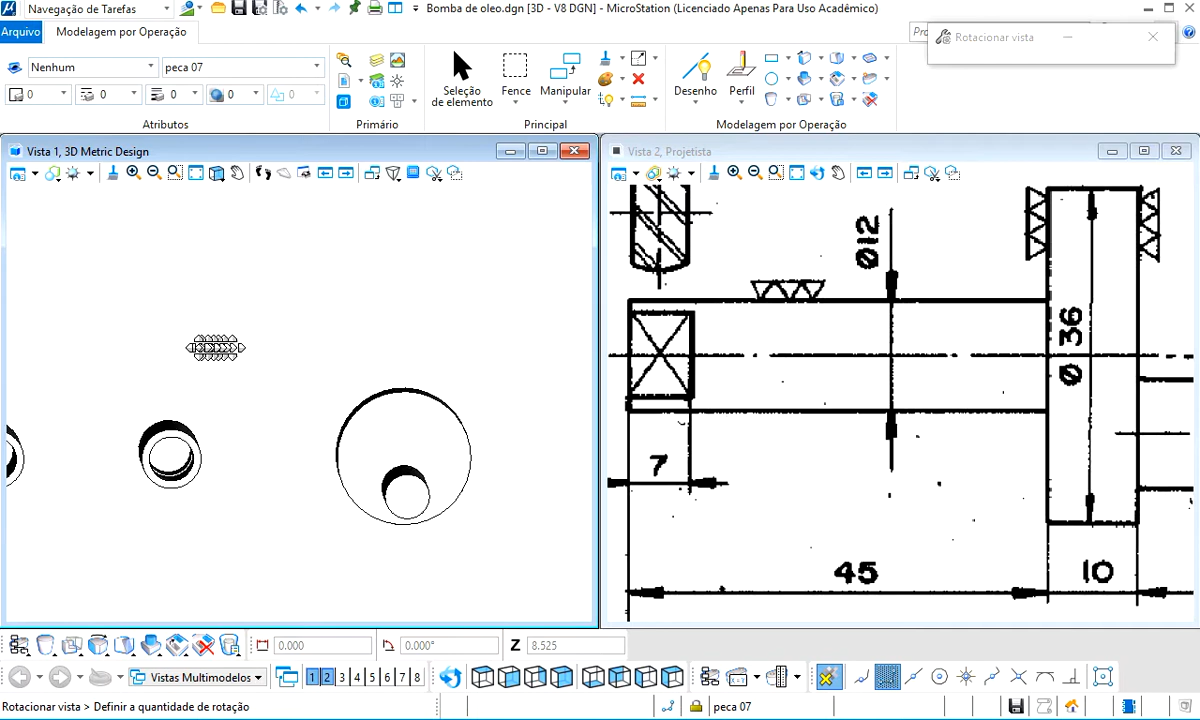 Navegação de Tarefas
Bomba de oleo.dgn [3D - V8 DGN] - MicroStation (Licenciado Apenas Para Uso Acadêmico)
Arquivo
Modelagem por Operação
Rotacionar vista
Nenhum
peca 07
0
0
0
0
0
Seleção
de elemento
Fence
Manipular
Desenho
Perfil
Atributos
Primário
Principal
Modelagem por Operação
Vista 1, 3D Metric Design
Vista 2, Projetista
Ø12
Ø 36
7
45
10
0.000
0.000°
Z
8.525
Vistas Multimodelos
1 2 3 4 5 6 7 8
Rotacionar vista > Definir a quantidade de rotação
peca 07